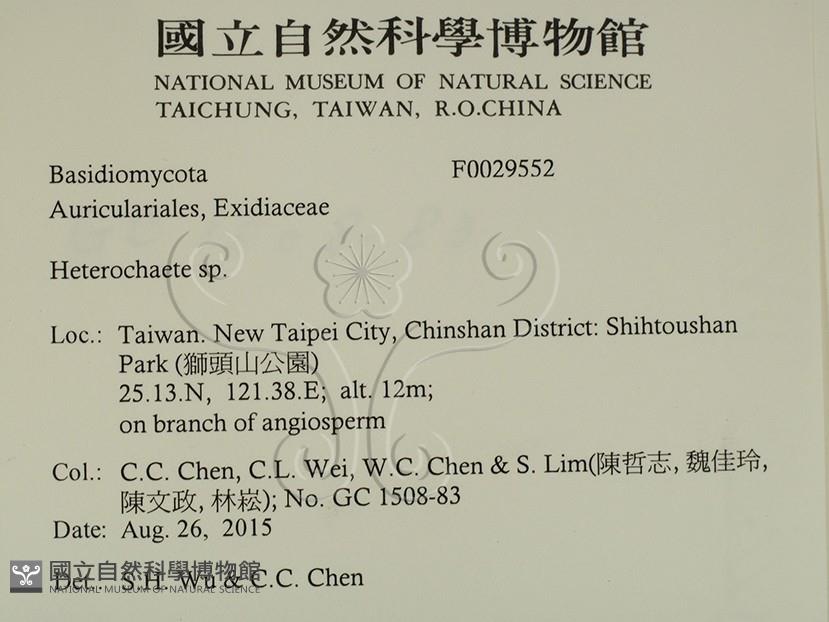 國立自然科學博物館
NATIONAL MUSEUM OF NATURAL SCIENCE
TAICHUNG, TAIWAN, R.O.CHINA
Basidiomycota F0029552
Auriculariales, Exidiaceae
Heterochaete sp.
Loc.: Taiwan. New Taipei City, Chinshan District: Shihtoushan
Park (獅頭山公園)
25.13.N, 121.38.E; alt. 12m;
on branch of angiosperm
Col.: C.C. Chen, C.L. Wei, W.C. Chen & S. Lim(陳哲志, 魏佳玲,
陳文政, 林崧); No. GC 1508-83
Date: Aug. 26, 2015
Det.: S.H. Wu & C.C. Chen
國立自然科學博物館
NATIONAL MUSEUM OF NATURAL SCIENCE